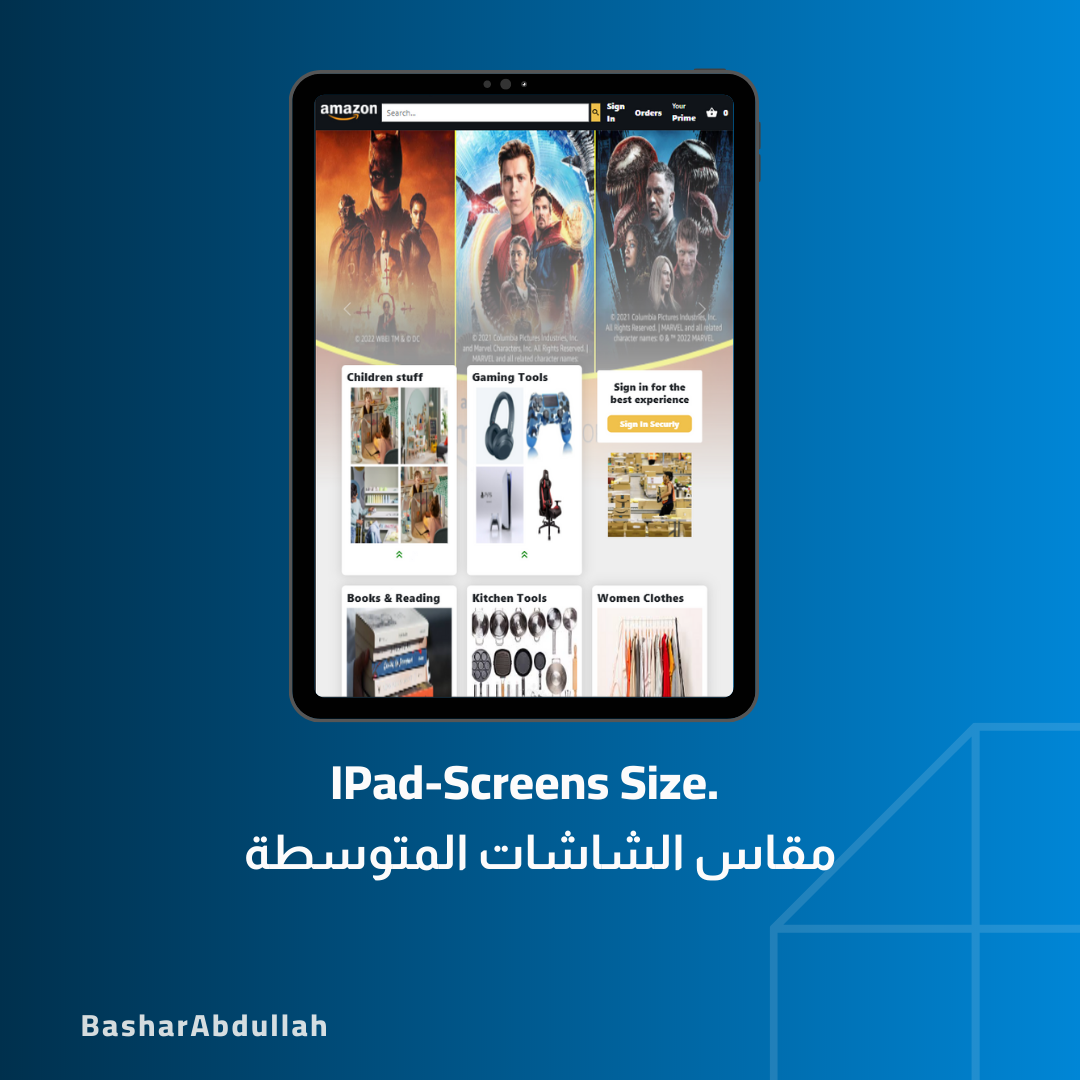 amazon
Search...
Sign In
Orders
Your Prime
0
© 2022 WBEI TM & © DC
© 2021 Columbia Pictures Industries, Inc.
and Marvel Characters, Inc. All Rights Reserved. |
MARVEL and all related character names:
© 2021 Columbia Pictures Industries, Inc.
All Rights Reserved. | MARVEL and all related
character names: © & ™ 2022 MARVEL
Children stuff
Gaming Tools
Sign in for the
best experience
Sign In Securly
Books & Reading
Kitchen Tools
Women Clothes
IPad-Screens Size.
مقاس الشاشات المتوسطة
BasharAbdullah